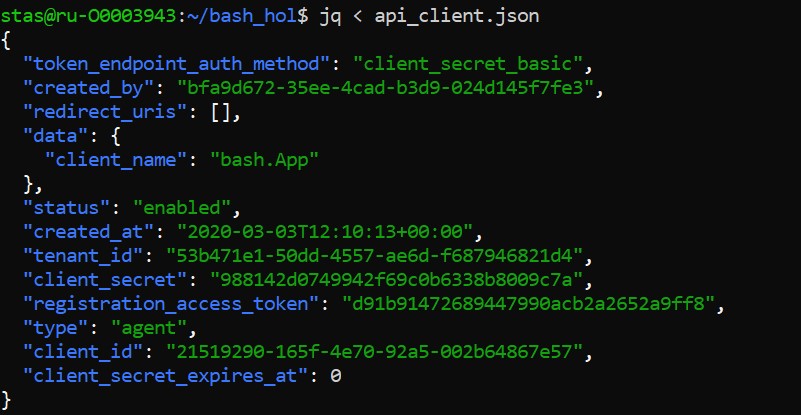 stas@ru-O0003943:~/bash_hol$ jq < api_client.json
{
  "token_endpoint_auth_method": "client_secret_basic",
  "created_by": "bfa9d672-35ee-4cad-b3d9-024d145f7fe3",
  "redirect_uris": [],
  "data": {
    "client_name": "bash.App"
  },
  "status": "enabled",
  "created_at": "2020-03-03T12:10:13+00:00",
  "tenant_id": "53b471e1-50dd-4557-ae6d-f687946821d4",
  "client_secret": "988142d0749942f69c0b6338b8009c7a",
  "registration_access_token": "d91b91472689447990acb2a2652a9ff8",
  "type": "agent",
  "client_id": "21519290-165f-4e70-92a5-002b64867e57",
  "client_secret_expires_at": 0
}